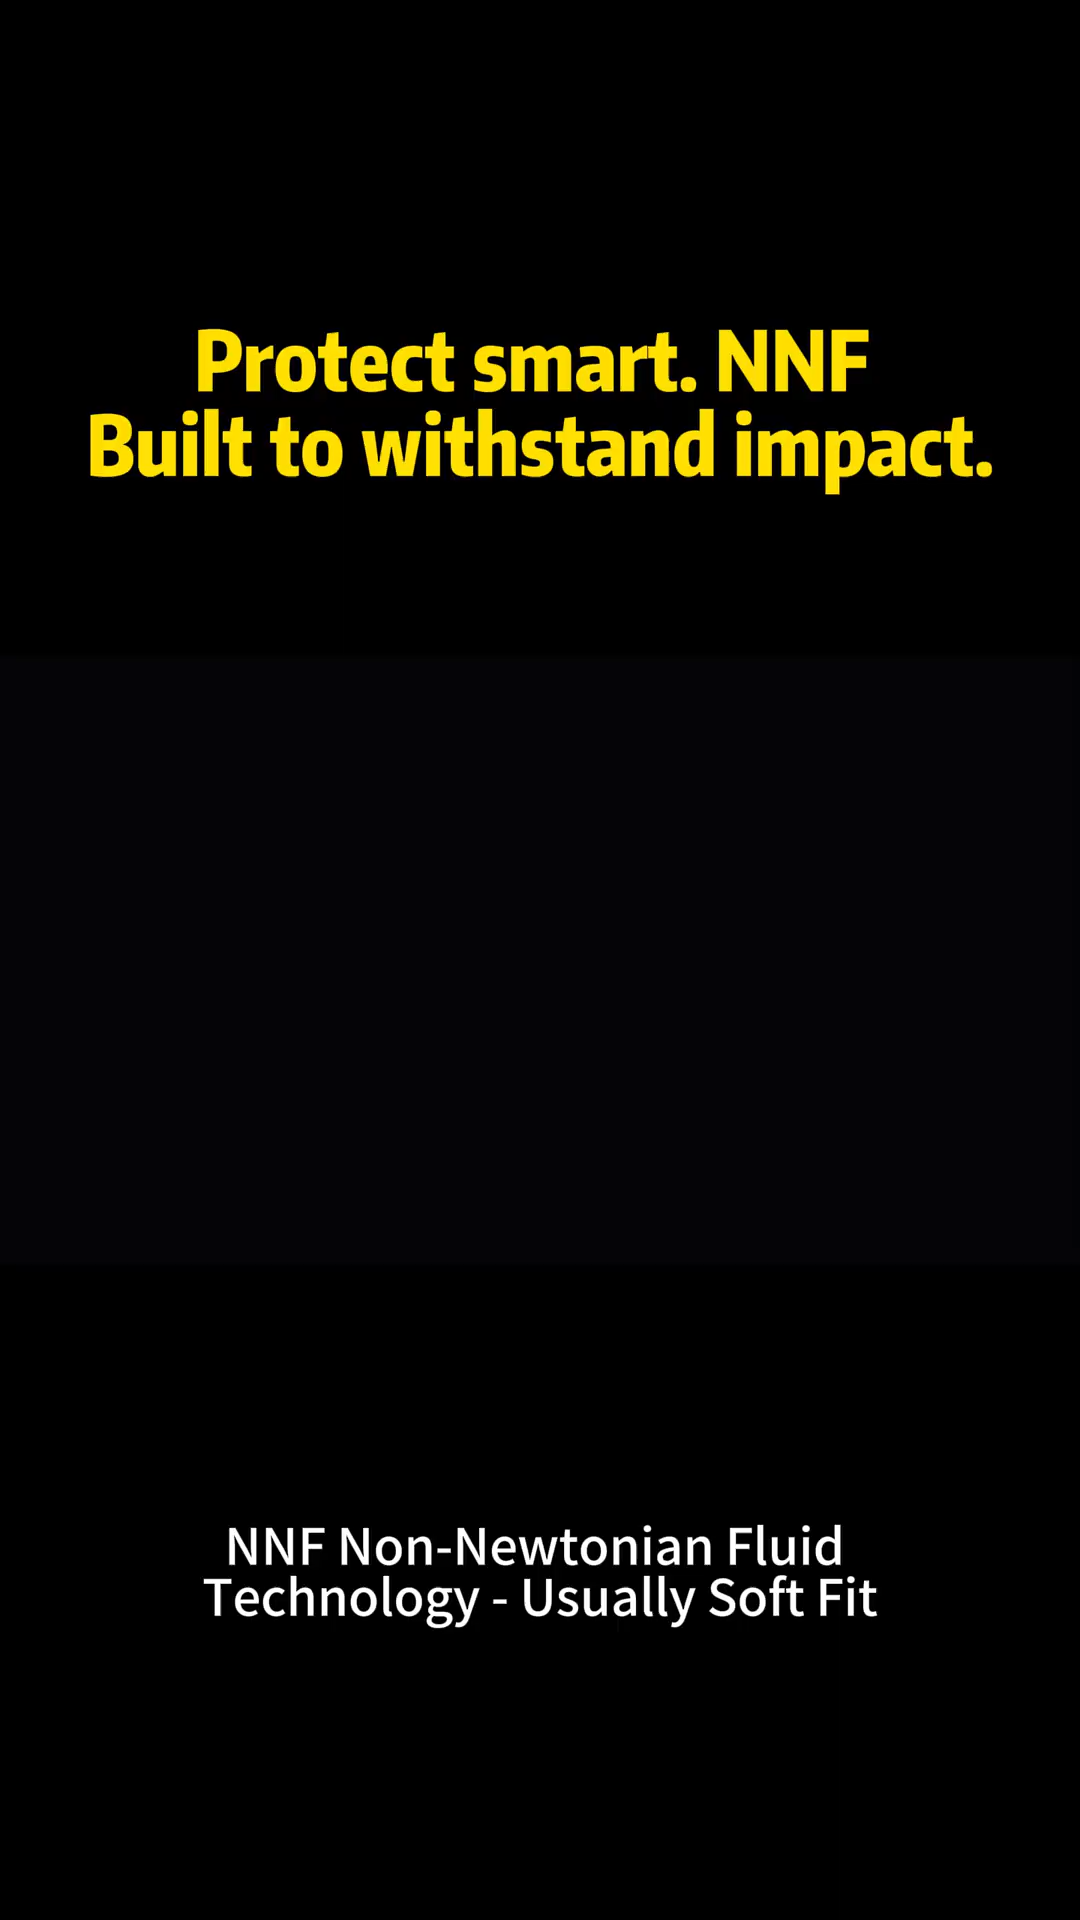 Protect smart. NNF
Built to withstand impact.
NNF Non-Newtonian Fluid
Technology - Usually Soft Fit